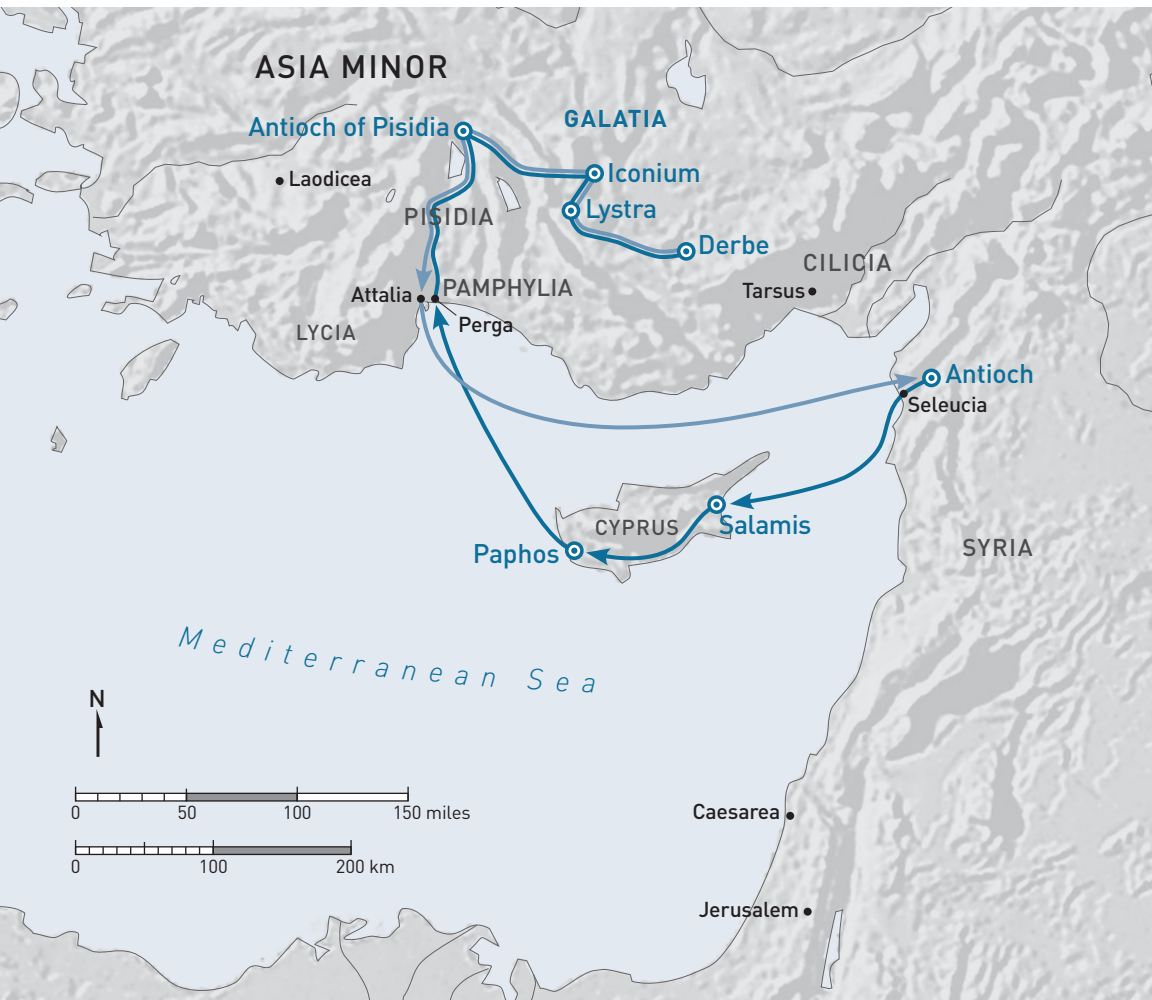 ASIA MINOR
GALATIA
Antioch of Pisidia
Iconium
Laodicea
Lystra
PISIDIA
Derbe
CILICIA
PAMPHYLIA
Attalia
Tarsus
Perga
LYCIA
Antioch
Seleucia
CYPRUS
Salamis
Paphos
SYRIA
Mediterranean Sea
N
0 50 100 150 miles
0 100 200 km
Caesarea
Jerusalem